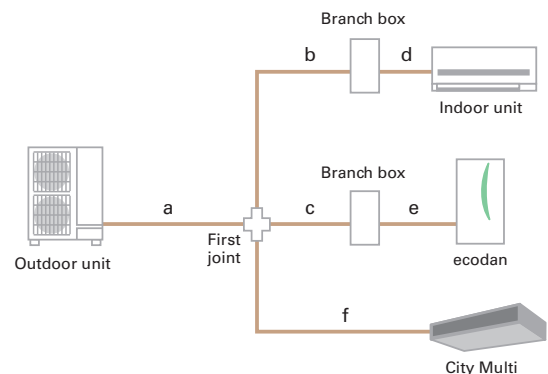 Branch box
b
d
Indoor unit
Branch box
a
c
e
First
joint
Outdoor unit
ecodan
f
City Multi